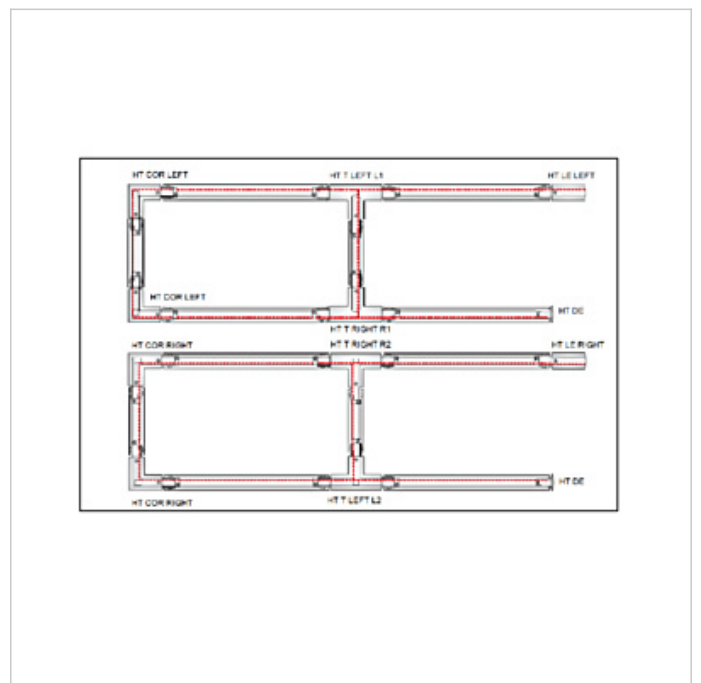 HT COR LEFT
HT T LEFT L1
HT LE LEFT
HT COR LEFT
HT DE
HT T RIGHT R1
HT COR RIGHT
HT T RIGHT R2
HT LE RIGHT
HT DE
HT COR RIGHT
HT T LEFT L2